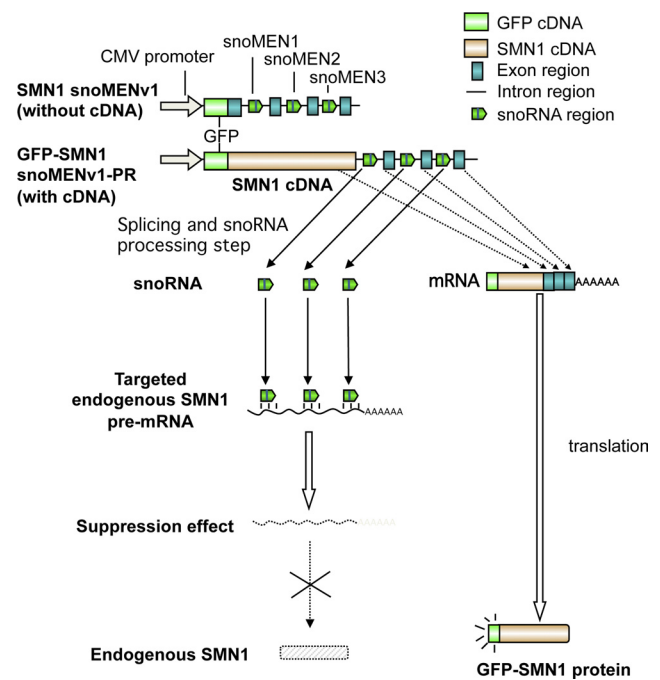 GFP cDNA
SMN1 cDNA
Exon region
Intron region
snoRNA region
snoMEN1
CMV promoter
snoMEN2
snoMEN3
SMN1 snoMENv1
(without cDNA)
GFP
GFP-SMN1
snoMENv1-PR
(with cDNA)
SMN1 cDNA
Splicing and snoRNA
processing step
snoRNA
mRNA
AAAAAA
Targeted
endogenous SMN1
pre-mRNA
AAAAAA
translation
Suppression effect
AAAAAA
Endogenous SMN1
GFP-SMN1 protein